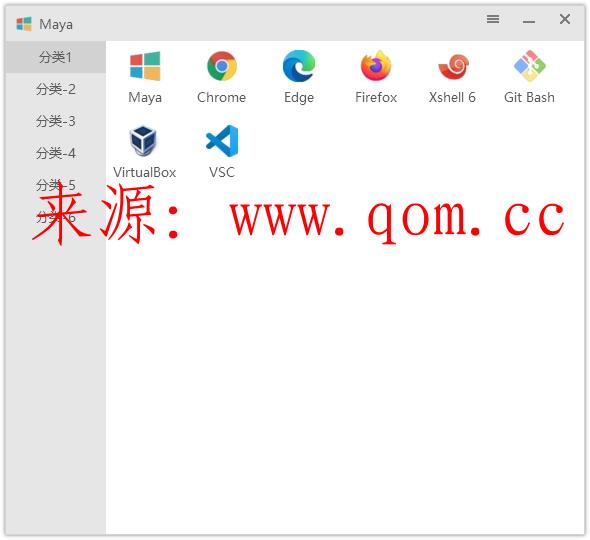 Maya
分类1
分类-2
分类-3
分类-4
分类-5
分类-6
Maya Chrome Edge Firefox Xshell 6 Git Bash
VirtualBox VSC
来源: www.qom.cc